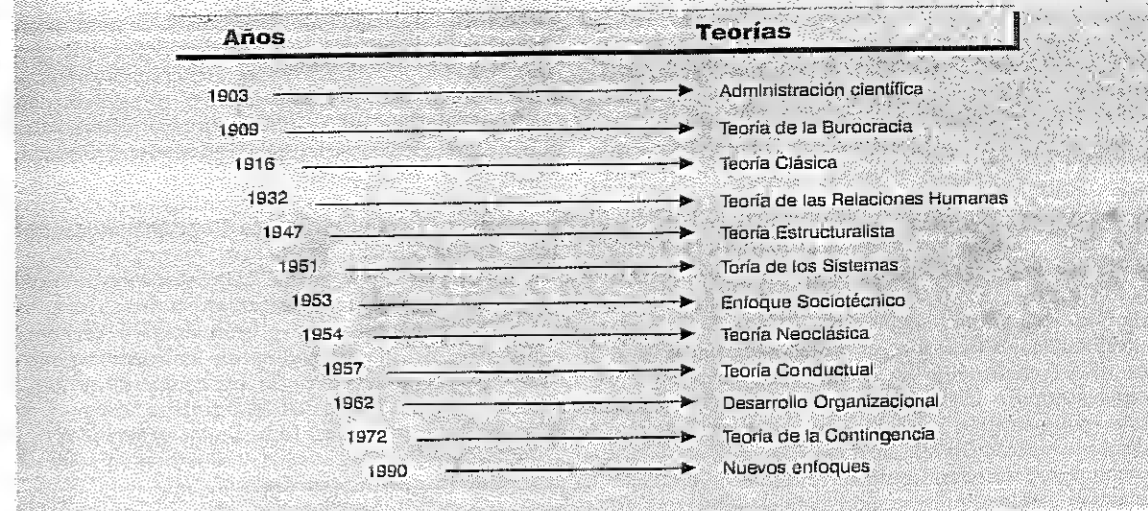 Años Teorías
1903 Administración científica
1909 Teoría de la Burocracia
1916 Teoría Clásica
1932 Teoría de las Relaciones Humanas
1947 Teoría Estructuralista
1951 Toría de los Sistemas
1953 Enfoque Sociotécnico
1954 Teoría Neoclásica
1957 Teoría Conductual
1962 Desarrollo Organizacional
1972 Teoría de la Contingencia
1990 Nuevos enfoques